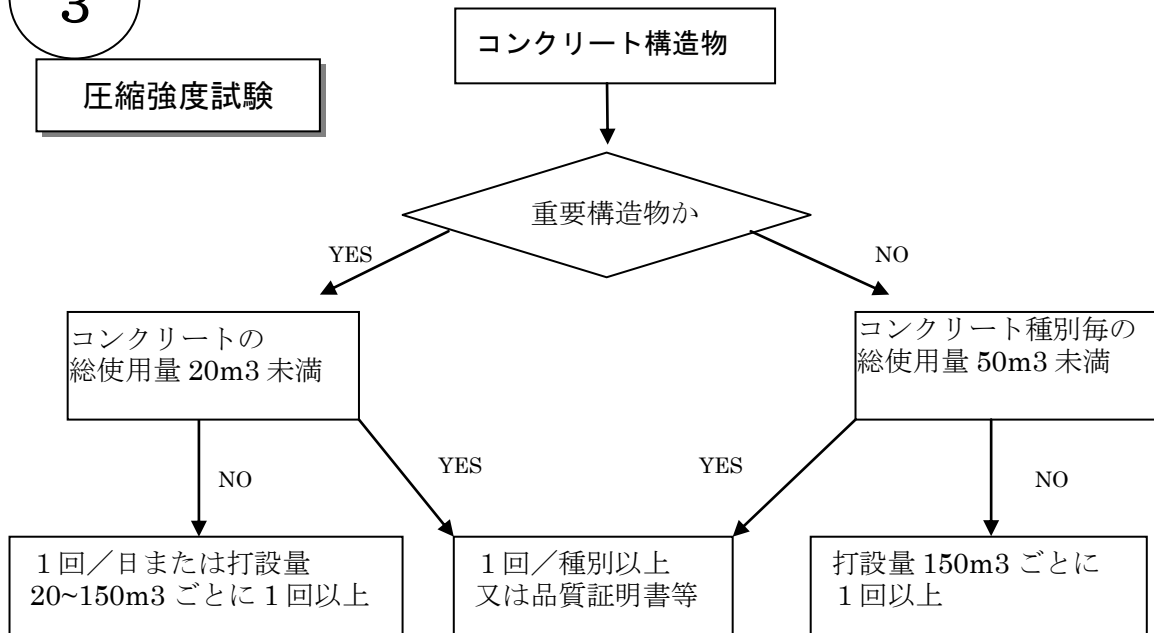 3
圧縮強度試験
コンクリート構造物
重要構造物か
YES
NO
コンクリートの
総使用量 20m3 未満
コンクリート種別毎の
総使用量 50m3 未満
NO
YES
YES
NO
１回／日または打設量
20~150m3 ごとに１回以上
１回／種別以上
又は品質証明書等
打設量 150m3 ごとに
１回以上